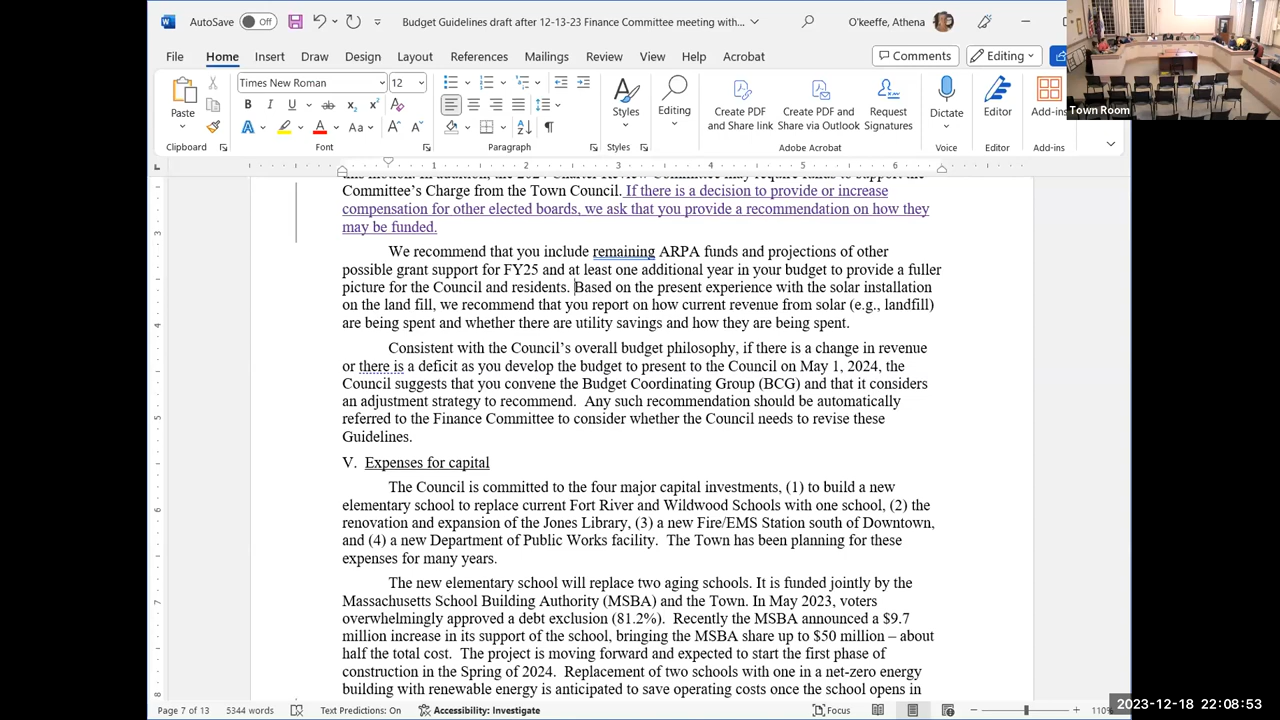 AutoSave Off
Budget Guidelines draft after 12-13-23 Finance Committee meeting with...
O'keeffe, Athena
File Home Insert Draw Design Layout References Mailings Review View Help Acrobat
Comments Editing
Town Room
Times New Roman 12
Paste
Styles
Editing
Create PDF and Share link
Create PDF and Share via Outlook
Request Signatures
Dictate
Editor
Add-ins
Clipboard Font Paragraph Styles Adobe Acrobat Voice Editor Add-ins
Committee's Charge from the Town Council. If there is a decision to provide or increase
compensation for other elected boards, we ask that you provide a recommendation on how they
may be funded.
We recommend that you include remaining ARPA funds and projections of other
possible grant support for FY25 and at least one additional year in your budget to provide a fuller
picture for the Council and residents. Based on the present experience with the solar installation
on the land fill, we recommend that you report on how current revenue from solar (e.g., landfill)
are being spent and whether there are utility savings and how they are being spent.
Consistent with the Council's overall budget philosophy, if there is a change in revenue
or there is a deficit as you develop the budget to present to the Council on May 1, 2024, the
Council suggests that you convene the Budget Coordinating Group (BCG) and that it considers
an adjustment strategy to recommend.  Any such recommendation should be automatically
referred to the Finance Committee to consider whether the Council needs to revise these
Guidelines.
V. Expenses for capital
The Council is committed to the four major capital investments, (1) to build a new
elementary school to replace current Fort River and Wildwood Schools with one school, (2) the
renovation and expansion of the Jones Library, (3) a new Fire/EMS Station south of Downtown,
and (4) a new Department of Public Works facility.  The Town has been planning for these
expenses for many years.
The new elementary school will replace two aging schools. It is funded jointly by the
Massachusetts School Building Authority (MSBA) and the Town. In May 2023, voters
overwhelmingly approved a debt exclusion (81.2%).  Recently the MSBA announced a $9.7
million increase in its support of the school, bringing the MSBA share up to $50 million – about
half the total cost.  The project is moving forward and expected to start the first phase of
construction in the Spring of 2024.  Replacement of two schools with one in a net-zero energy
building with renewable energy is anticipated to save operating costs once the school opens in
Page 7 of 13 5344 words Text Predictions: On Accessibility: Investigate Focus 110%
2023-12-18 22:08:53